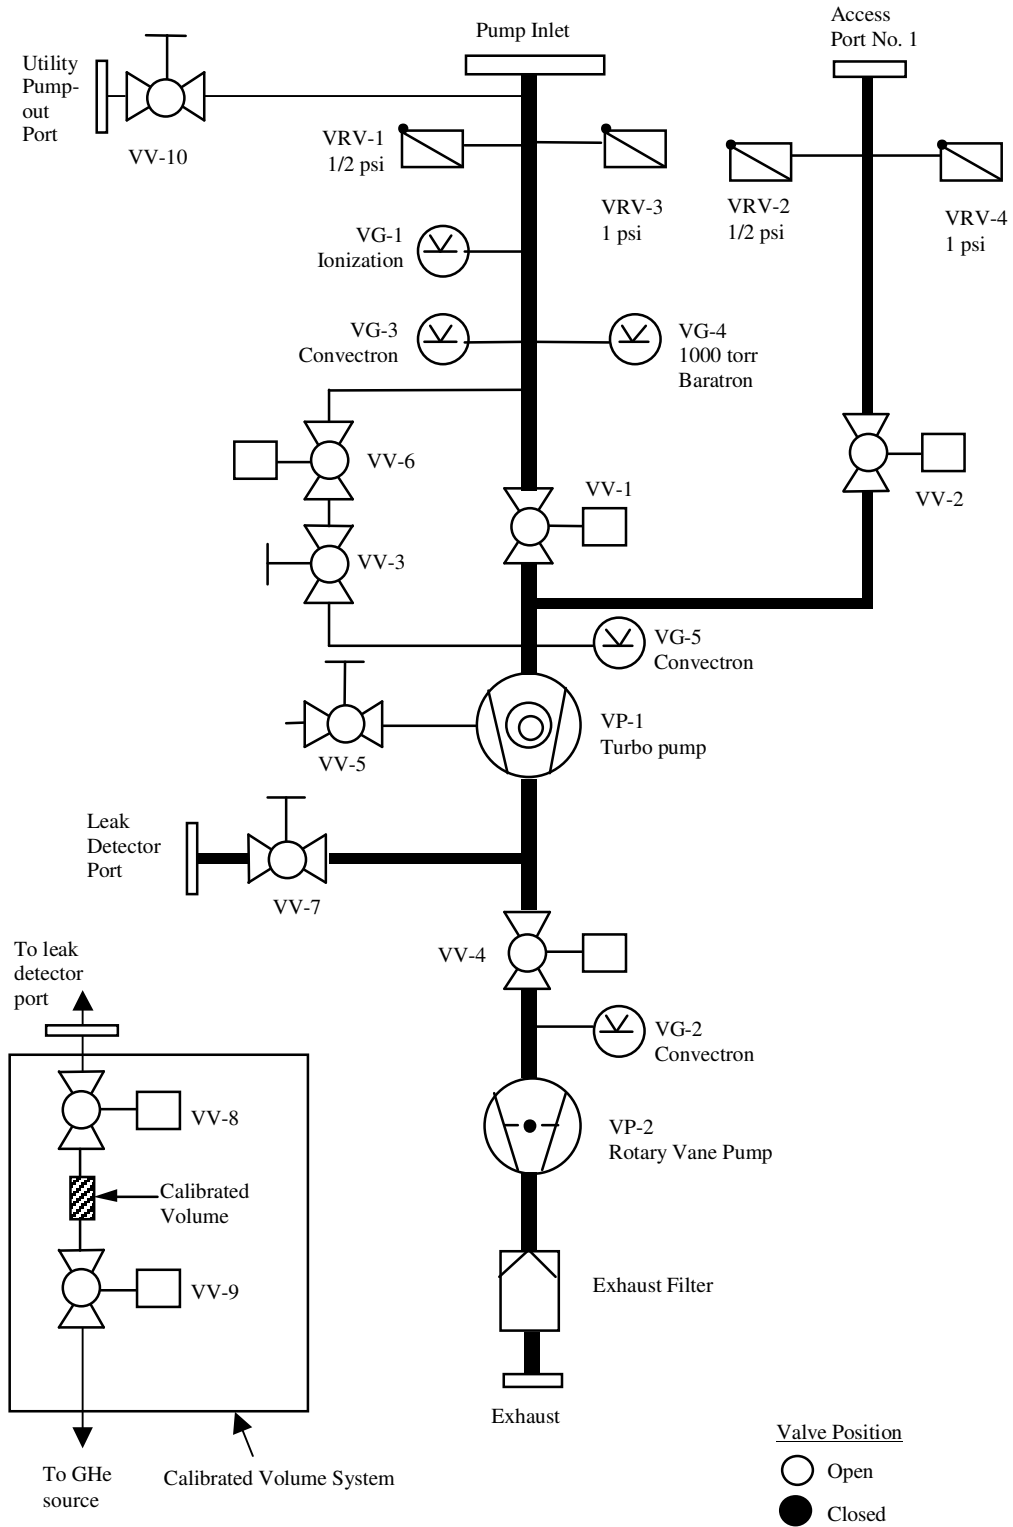 Pump Inlet
Access
Port No. 1
Utility
Pump-
out
Port
VV-10
VRV-1
1/2 psi
VRV-3
1 psi
VRV-2
1/2 psi
VRV-4
1 psi
VG-1
Ionization
VG-3
Convectron
VG-4
1000 torr
Baratron
VV-6
VV-1
VV-2
VV-3
VG-5
Convectron
VV-5
VP-1
Turbo pump
Leak
Detector
Port
VV-7
VV-4
To leak
detector
port
VG-2
Convectron
VV-8
VP-2
Rotary Vane Pump
Calibrated
Volume
VV-9
Exhaust Filter
Exhaust
To GHe
source
Calibrated Volume System
Valve Position
Open
Closed